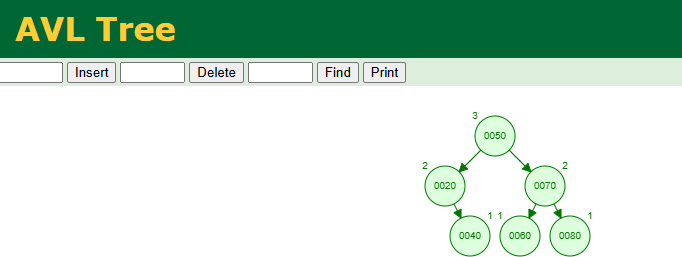 AVL Tree
Insert Delete Find Print
3
0050
2 2
0020 0070
1 1 1
0040 0060 0080